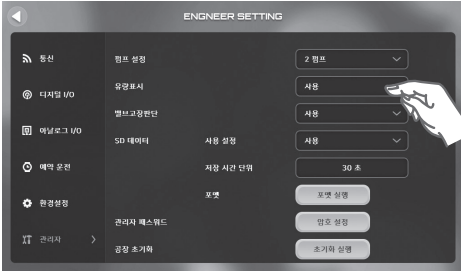 ENGNEER SETTING
통신
디지털 I/O
아날로그 I/O
예약 운전
환경설정
관리자 >
펌프 설정 2 펌프
유량표시 사용
밸브고장판단 사용
SD 데이터 사용 설정 사용
저장 시간 단위 30 초
포맷 포맷 실행
관리자 패스워드 암호 설정
공장 초기화 초기화 실행